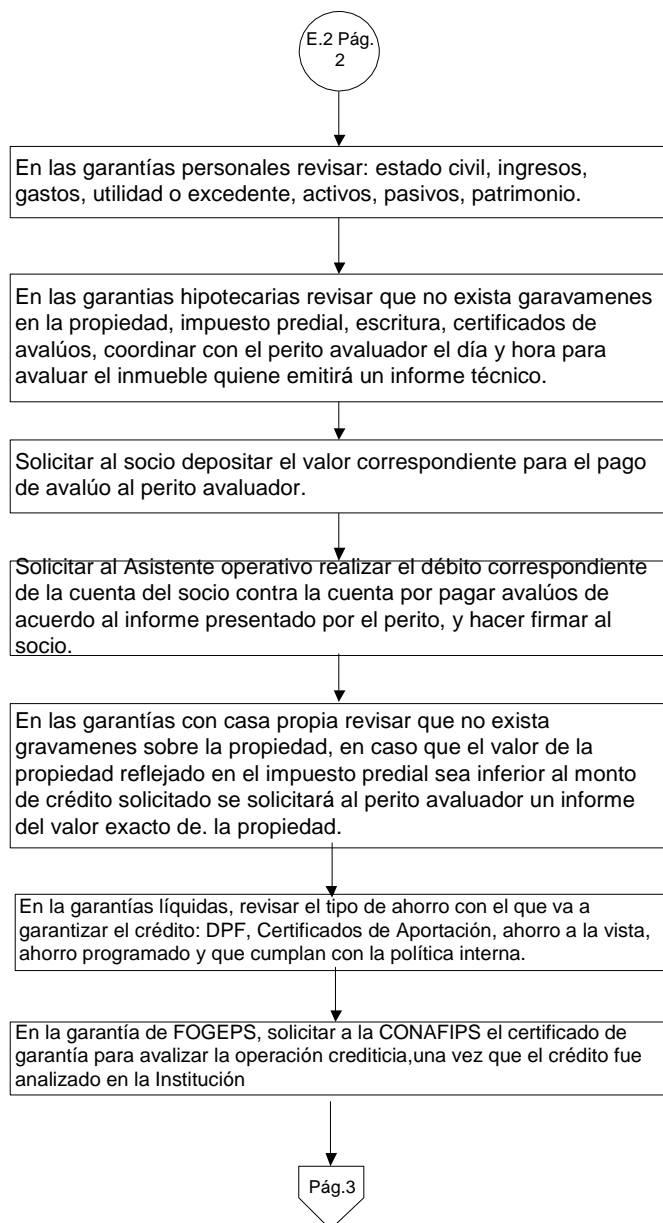 E.2 Pág.
2
En las garantías personales revisar: estado civil, ingresos,
gastos, utilidad o excedente, activos, pasivos, patrimonio.
En las garantias hipotecarias revisar que no exista garavamenes
en la propiedad, impuesto predial, escritura, certificados de
avalúos, coordinar con el perito avaluador el día y hora para
avaluar el inmueble quiene emitirá un informe técnico.
Solicitar al socio depositar el valor correspondiente para el pago
de avalúo al perito avaluador.
Solicitar al Asistente operativo realizar el débito correspondiente
de la cuenta del socio contra la cuenta por pagar avalúos de
acuerdo al informe presentado por el perito, y hacer firmar al
socio.
En las garantías con casa propia revisar que no exista
gravamenes sobre la propiedad, en caso que el valor de la
propiedad reflejado en el impuesto predial sea inferior al monto
de crédito solicitado se solicitará al perito avaluador un informe
del valor exacto de. la propiedad.
En la garantías líquidas, revisar el tipo de ahorro con el que va a
garantizar el crédito: DPF, Certificados de Aportación, ahorro a la vista,
ahorro programado y que cumplan con la política interna.
En la garantía de FOGEPS, solicitar a la CONAFIPS el certificado de
garantía para avalizar la operación crediticia,una vez que el crédito fue
analizado en la Institución
Pág.3